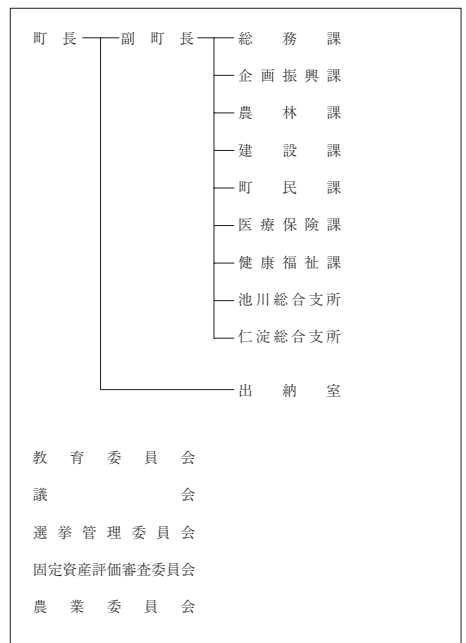 町長 副町長 総務課
企画振興課
農林課
建設課
町民課
医療保険課
健康福祉課
池川総合支所
仁淀総合支所
出納室
教育委員会
議会
選挙管理委員会
固定資産評価審査委員会
農業委員会